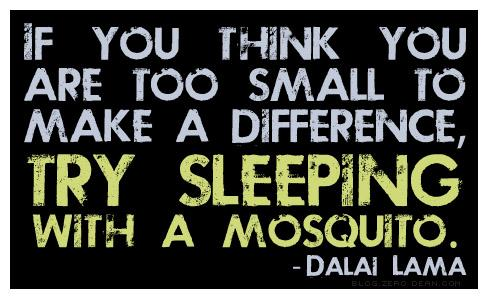 IF YOU THINK YOU
ARE TOO SMALL TO
MAKE A DIFFERENCE,
TRY SLEEPING
WITH A MOSQUITO.
-DALAI LAMA
BLOG.ZERO-DEAN.COM